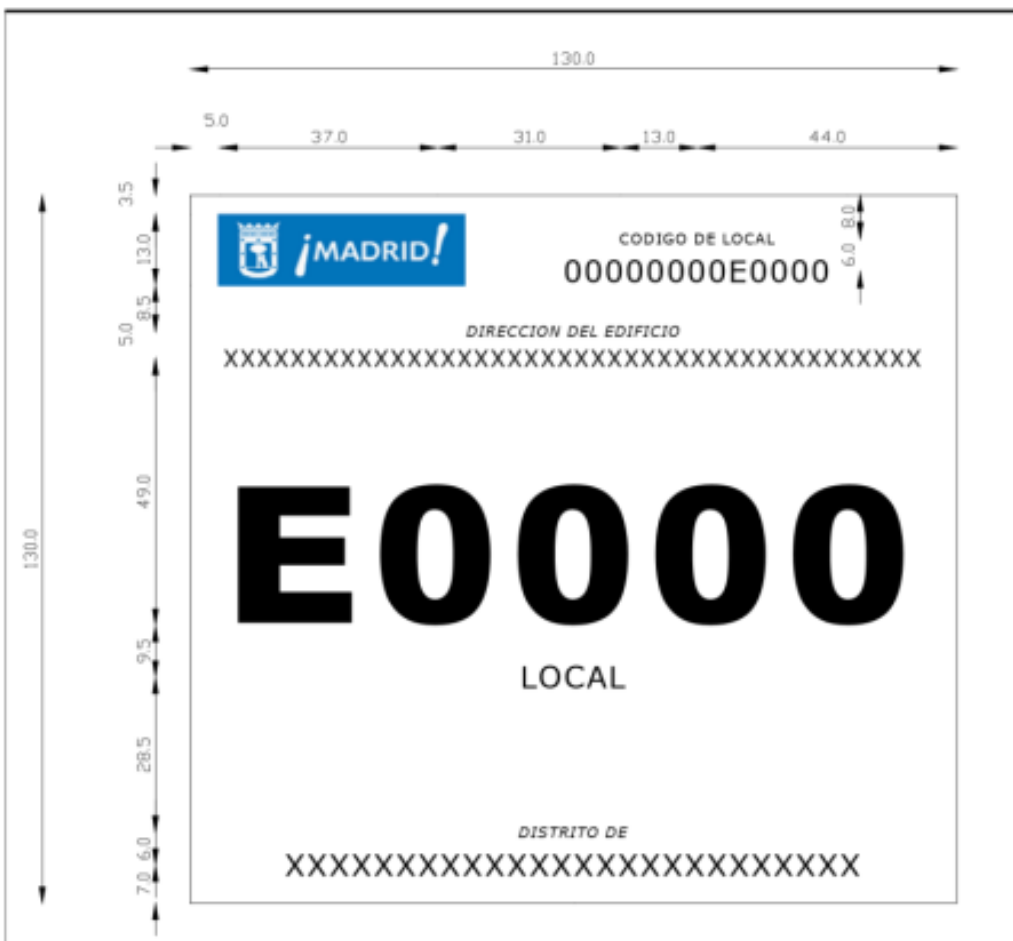 130.0
5.0 37.0 31.0 13.0 44.0
3.5
13.0
8.5
5.0
49.0
9.5
28.5
6.0
7.0
130.0
8.0
6.0
¡MADRID!
CODIGO DE LOCAL
00000000E0000
DIRECCION DEL EDIFICIO
XXXXXXXXXXXXXXXXXXXXXXXXXXXXXXXXXXXXXXXXXX
E0000
LOCAL
DISTRITO DE
XXXXXXXXXXXXXXXXXXXXXXXXXX